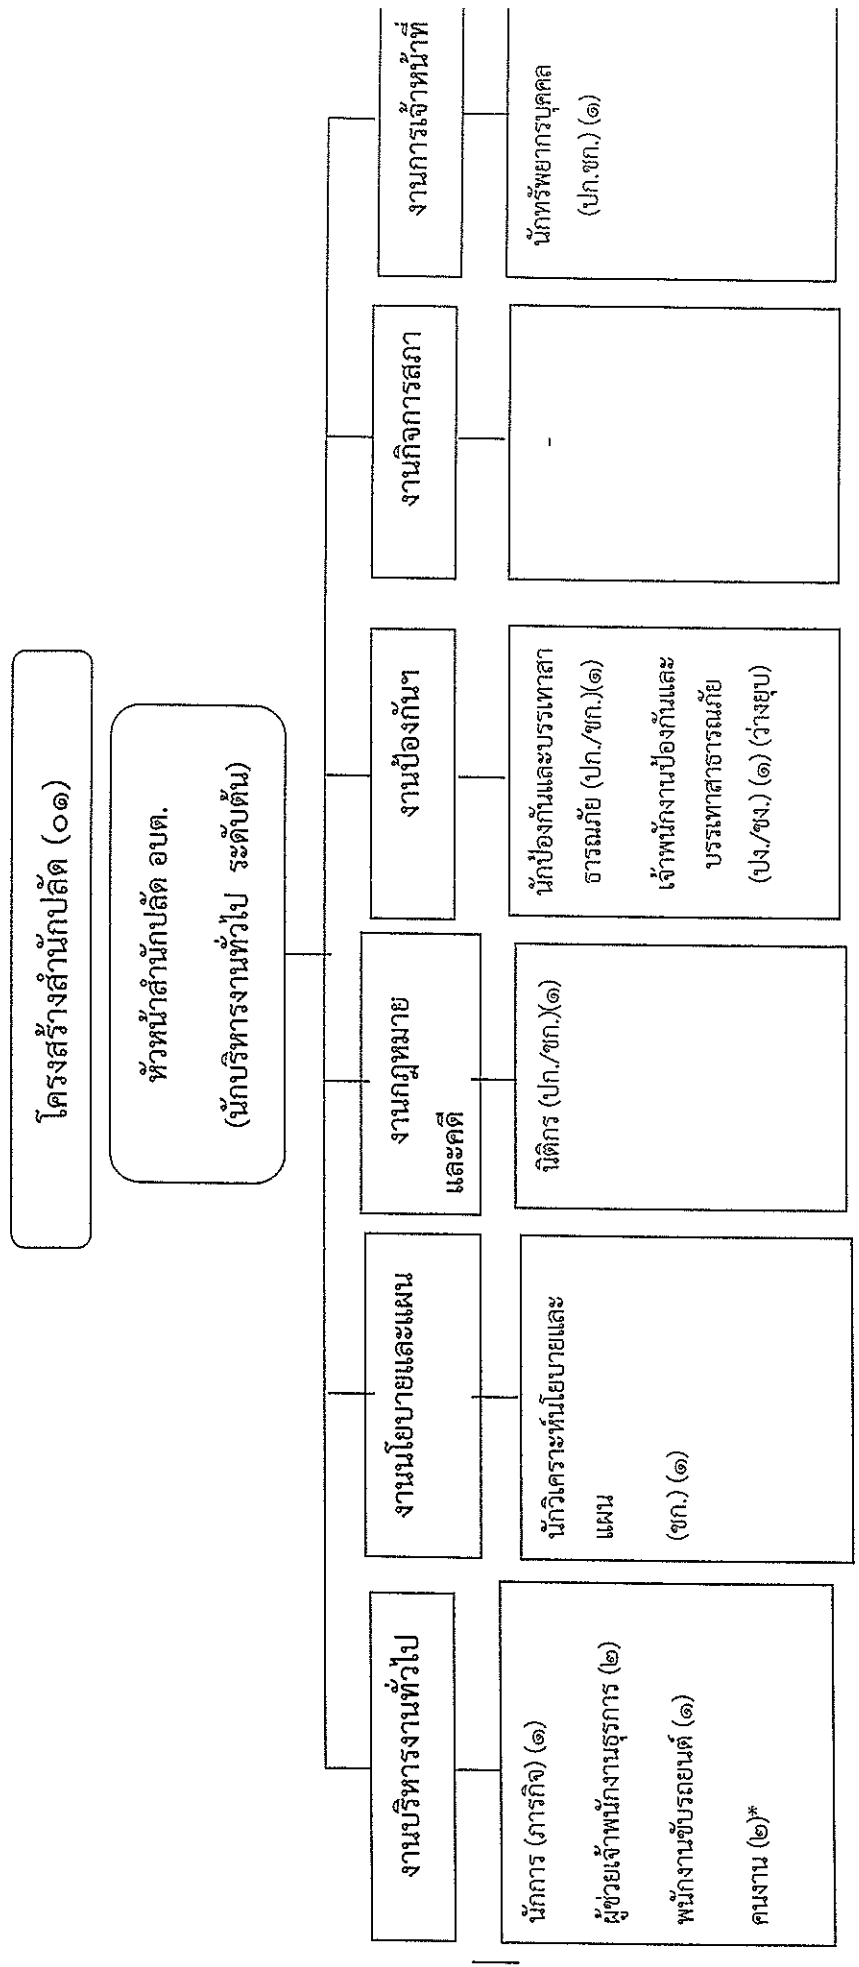 โครงสร้างสำนักปลัด (๐๑)
หัวหน้าสำนักปลัด อบต.
(นักบริหารงานทั่วไป ระดับต้น)
งานบริหารงานทั่วไป
นักการ (ภารกิจ) (๑)
ผู้ช่วยเจ้าพนักงานธุรการ (๒)
พนักงานขับรถยนต์ (๑)
คนงาน (๒)*
งานนโยบายและแผน
นักวิเคราะห์นโยบายและ
แผน
(ชก.) (๑)
งานกฎหมาย
และคดี
นิติกร (ปก./ชก.)(๑)
งานป้องกันฯ
นักป้องกันและบรรเทาสา
ธารณภัย (ปก./ชก.)(๑)
เจ้าพนักงานป้องกันและ
บรรเทาสาธารณภัย
(ปง./ชง.) (๑) (ว่างยุบ)
งานกิจการสภา
-
งานการเจ้าหน้าที่
นักทรัพยากรบุคคล
(ปก.ชก.) (๑)